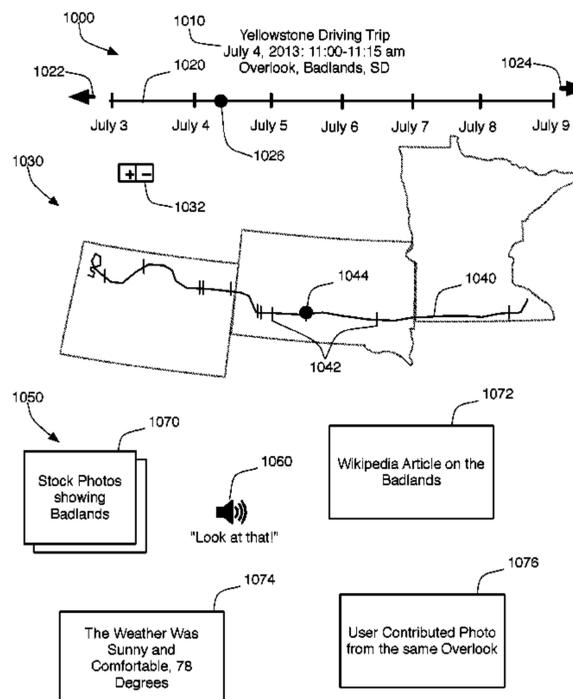 1000
1010
Yellowstone Driving Trip
July 4, 2013: 11:00-11:15 am
Overlook, Badlands, SD
1022
1020
1024
July 3
July 4
July 5
July 6
July 7
July 8
July 9
1026
1030
+ -
1032
1044
1040
1042
1050
1070
1072
Stock Photos
showing
Badlands
1060
"Look at that!"
Wikipedia Article on the
Badlands
1074
1076
The Weather Was
Sunny and
Comfortable, 78
Degrees
User Contributed Photo
from the same Overlook